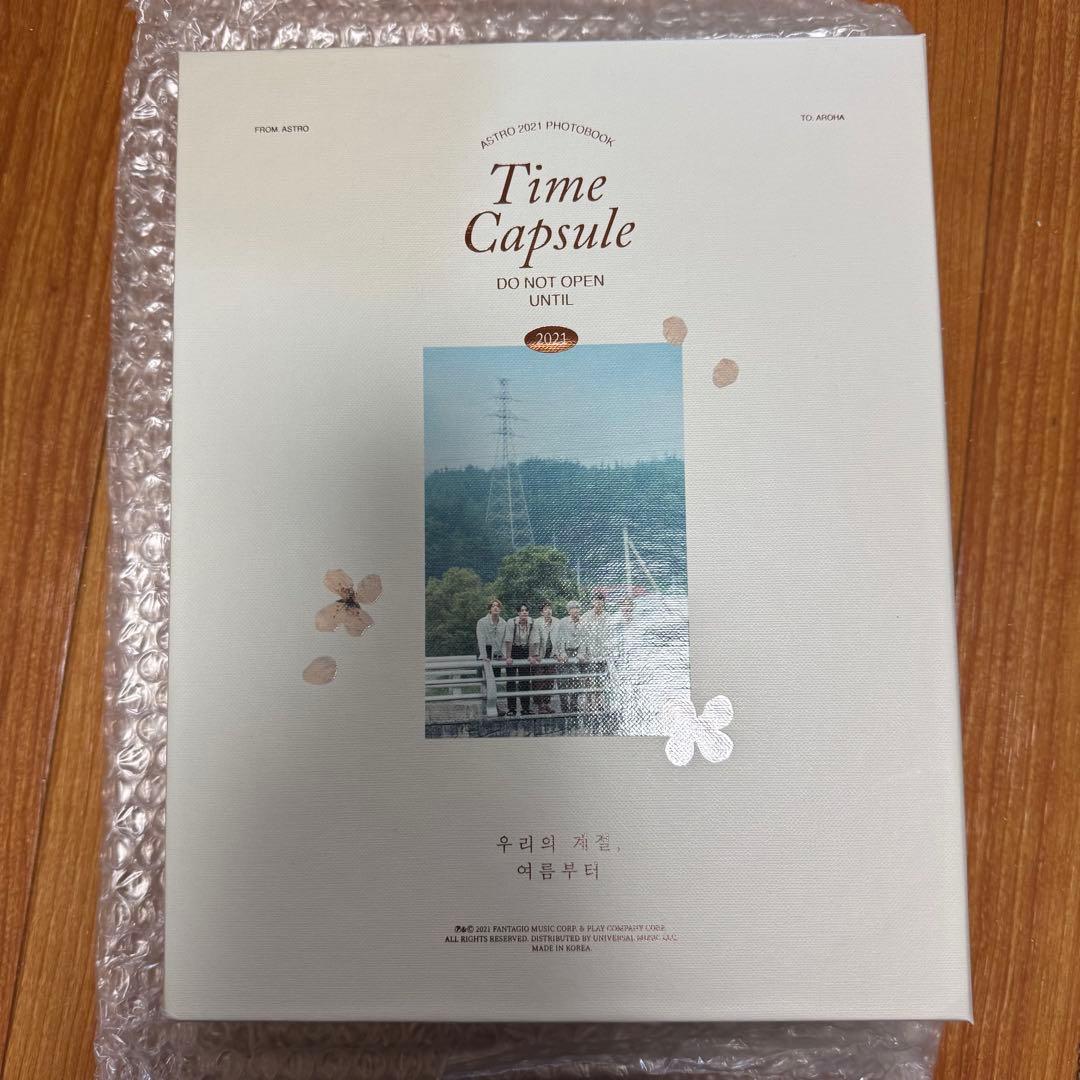 FROM. ASTRO
TO. AROHA
ASTRO 2021 PHOTOBOOK
Time
Capsule
DO NOT OPEN
UNTIL
2021
우리의 계절,
여름부터
℗&© 2021 FANTAGIO MUSIC CORP. & PLAY COMPANY CORP.
ALL RIGHTS RESERVED. DISTRIBUTED BY UNIVERSAL MUSIC LLC.
MADE IN KOREA.